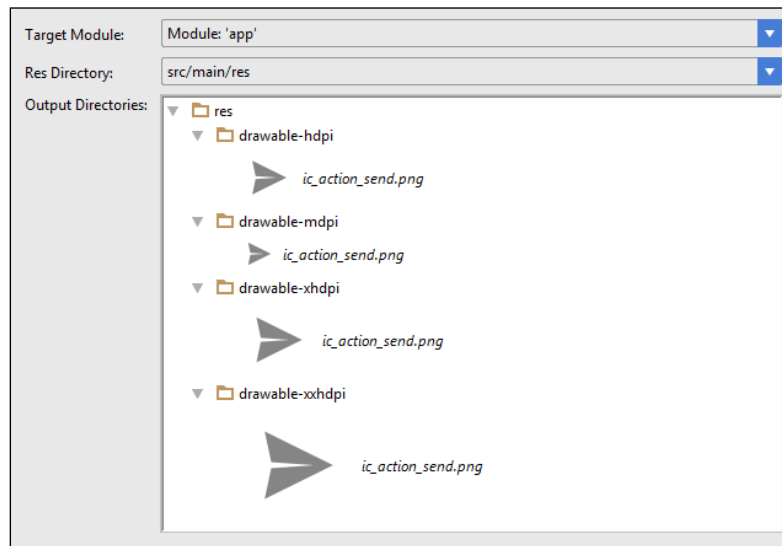 Target Module: Module: 'app'
Res Directory: src/main/res
Output Directories: res
drawable-hdpi
ic_action_send.png
drawable-mdpi
ic_action_send.png
drawable-xhdpi
ic_action_send.png
drawable-xxhdpi
ic_action_send.png